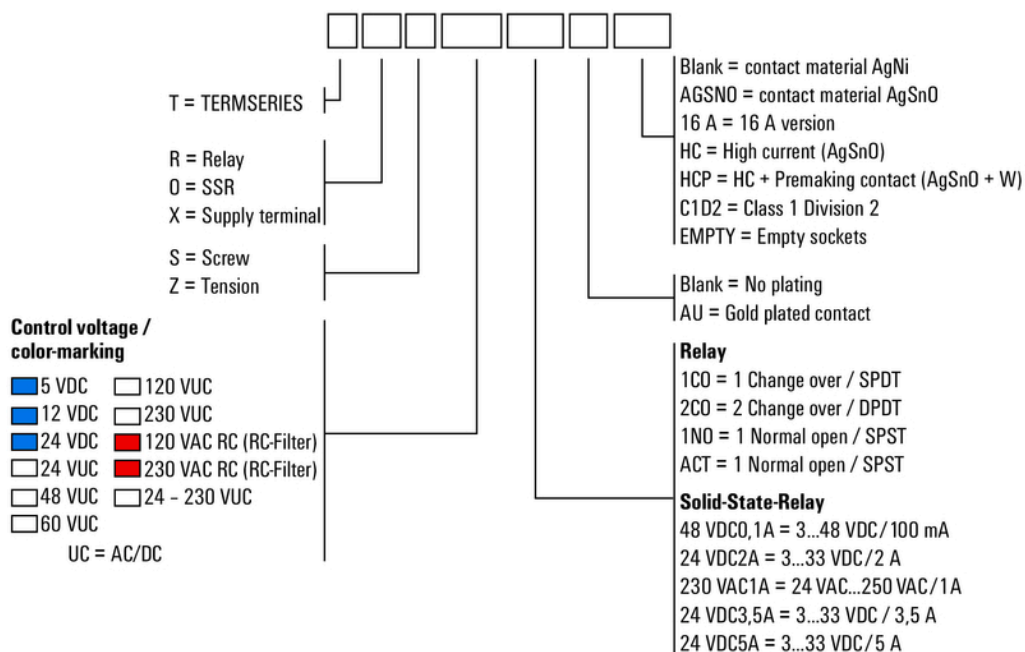 T = TERMSERIES
R = Relay
O = SSR
X = Supply terminal
S = Screw
Z = Tension
Control voltage /
color-marking
5 VDC
12 VDC
24 VDC
24 VUC
48 VUC
60 VUC
120 VUC
230 VUC
120 VAC RC (RC-Filter)
230 VAC RC (RC-Filter)
24 – 230 VUC
UC = AC/DC
Blank = contact material AgNi
AGSNO = contact material AgSnO
16 A = 16 A version
HC = High current (AgSnO)
HCP = HC + Premaking contact (AgSnO + W)
C1D2 = Class 1 Division 2
EMPTY = Empty sockets
Blank = No plating
AU = Gold plated contact
Relay
1CO = 1 Change over / SPDT
2CO = 2 Change over / DPDT
1NO = 1 Normal open / SPST
ACT = 1 Normal open / SPST
Solid-State-Relay
48 VDC0,1A = 3...48 VDC/100 mA
24 VDC2A = 3...33 VDC/2 A
230 VAC1A = 24 VAC...250 VAC/1A
24 VDC3,5A = 3...33 VDC / 3,5 A
24 VDC5A = 3...33 VDC/5 A